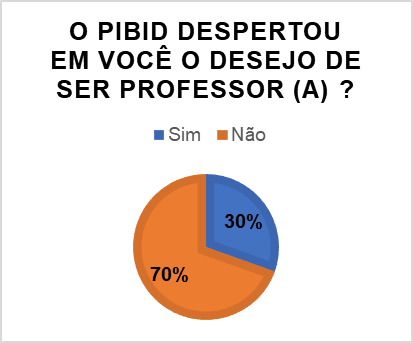 O PIBID DESPERTOU
EM VOCÊ O DESEJO DE
SER PROFESSOR (A) ?
Sim Não
30%
70%